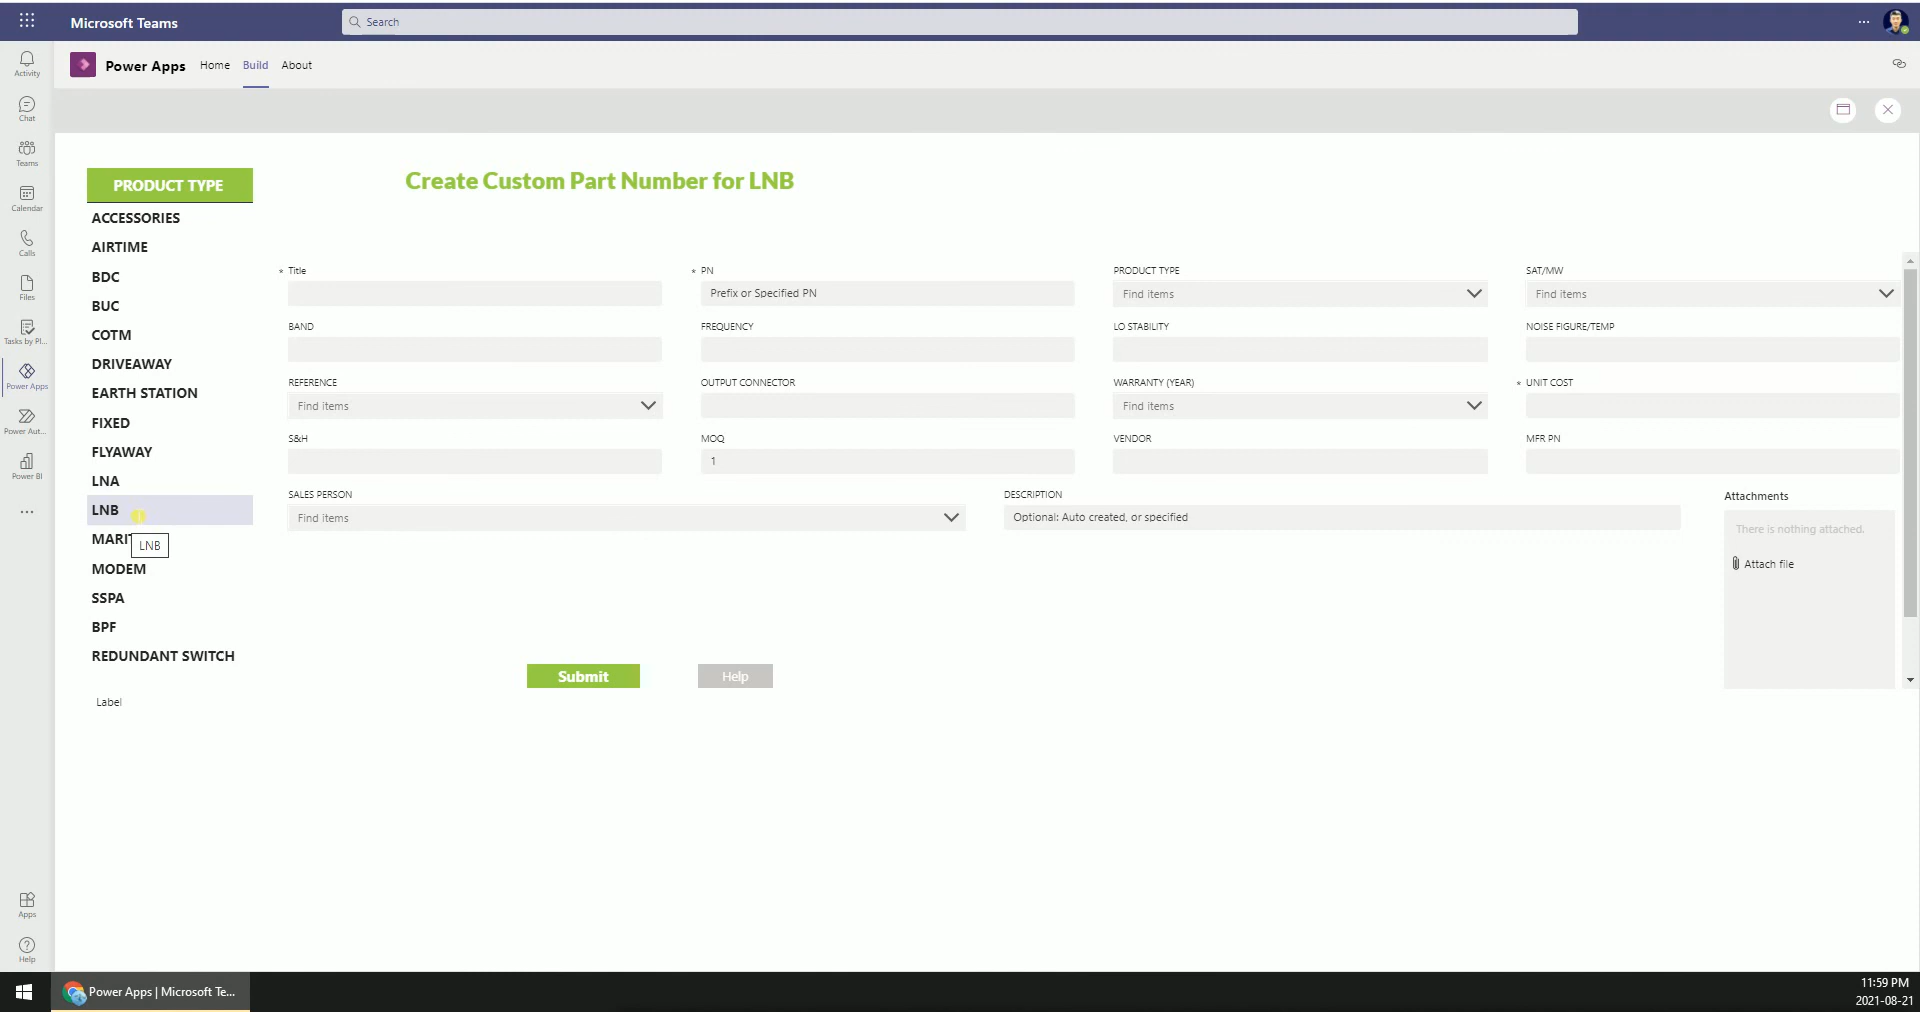 Microsoft Teams
Search
Activity
Chat
Teams
Calendar
Calls
Files
Tasks by Pl...
Power Apps
Power Aut...
Power BI
Apps
Help
Power Apps Home Build About
PRODUCT TYPE
ACCESSORIES
AIRTIME
BDC
BUC
COTM
DRIVEAWAY
EARTH STATION
FIXED
FLYAWAY
LNA
LNB
MARIT
LNB
MODEM
SSPA
BPF
REDUNDANT SWITCH
Label
Create Custom Part Number for LNB
* Title * PN PRODUCT TYPE SAT/MW
Prefix or Specified PN Find items Find items
BAND FREQUENCY LO STABILITY NOISE FIGURE/TEMP
REFERENCE OUTPUT CONNECTOR WARRANTY (YEAR) * UNIT COST
Find items Find items
S&H MOQ VENDOR MFR PN
1
SALES PERSON DESCRIPTION Attachments
Find items Optional: Auto created, or specified
There is nothing attached.
Attach file
Submit Help
Power Apps | Microsoft Te...
11:59 PM
2021-08-21